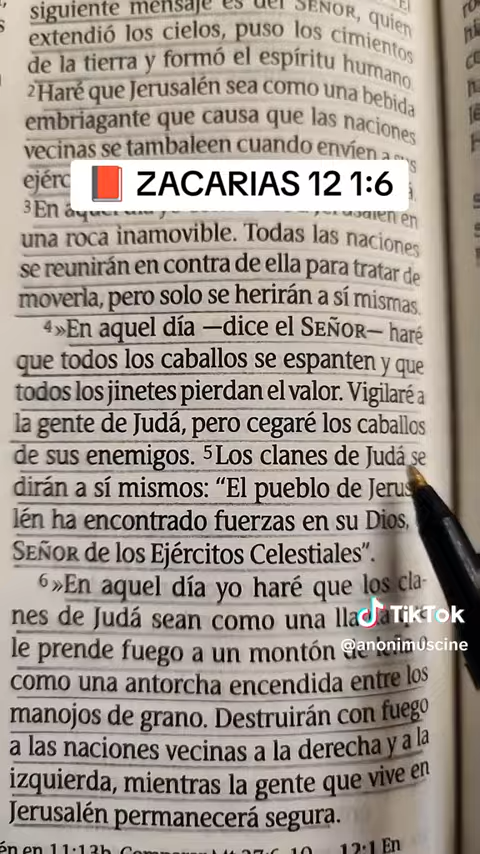 siguiente mensaje es del SEÑOR, quien
extendió los cielos, puso los cimientos
de la tierra y formó el espíritu humano.
²Haré que Jerusalén sea como una bebida
embriagante que causa que las naciones
vecinas se tambaleen cuando envíen a sus
📕 ZACARIAS 12 1:6
³En
una roca inamovible. Todas las naciones
se reunirán en contra de ella para tratar de
moverla, pero solo se herirán a sí mismas.
⁴»En aquel día —dice el SEÑOR— haré
que todos los caballos se espanten y que
todos los jinetes pierdan el valor. Vigilaré a
la gente de Judá, pero cegaré los caballos
de sus enemigos. ⁵Los clanes de Judá se
dirán a sí mismos: “El pueblo de Jerus
lén ha encontrado fuerzas en su Dios,
SEÑOR de los Ejércitos Celestiales”.
⁶»En aquel día yo haré que los cla-
nes de Judá sean como una
TikTok
le prende fuego a un montón
@anonimuscine
como una antorcha encendida entre los
manojos de grano. Destruirán con fuego
a las naciones vecinas a la derecha y a la
izquierda, mientras la gente que vive en
Jerusalén permanecerá segura.
12:1 En